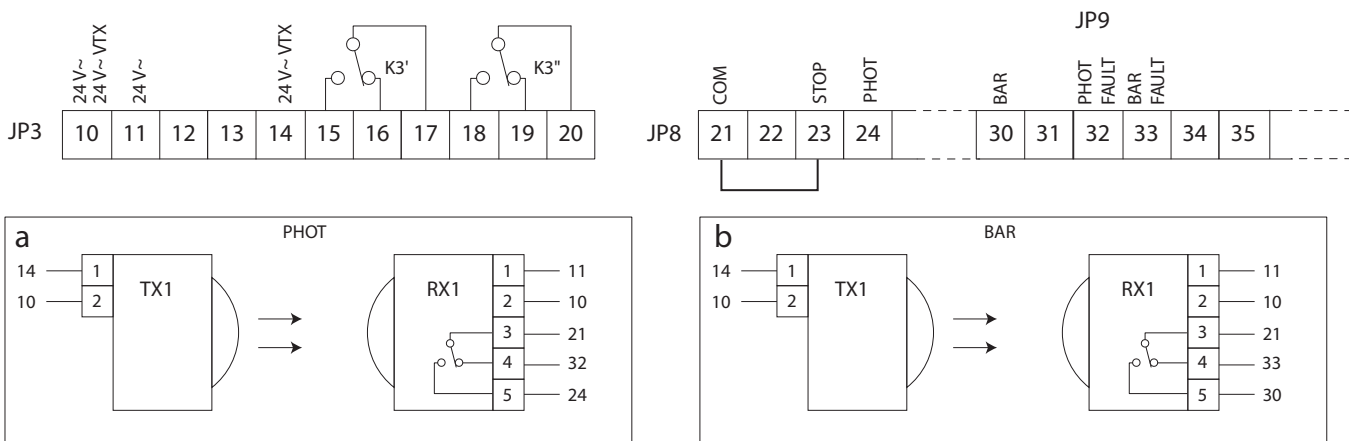 JP9
24 V~
24 V~ VTX
24 V~
24 V~ VTX
K3'
K3"
COM
STOP
PHOT
BAR
PHOT
FAULT
BAR
FAULT
JP3 10 11 12 13 14 15 16 17 18 19 20
JP8 21 22 23 24 30 31 32 33 34 35
a PHOT
14 1 TX1 RX1 1 11
10 2 2 10
3 21
4 32
5 24
b BAR
14 1 TX1 RX1 1 11
10 2 2 10
3 21
4 33
5 30